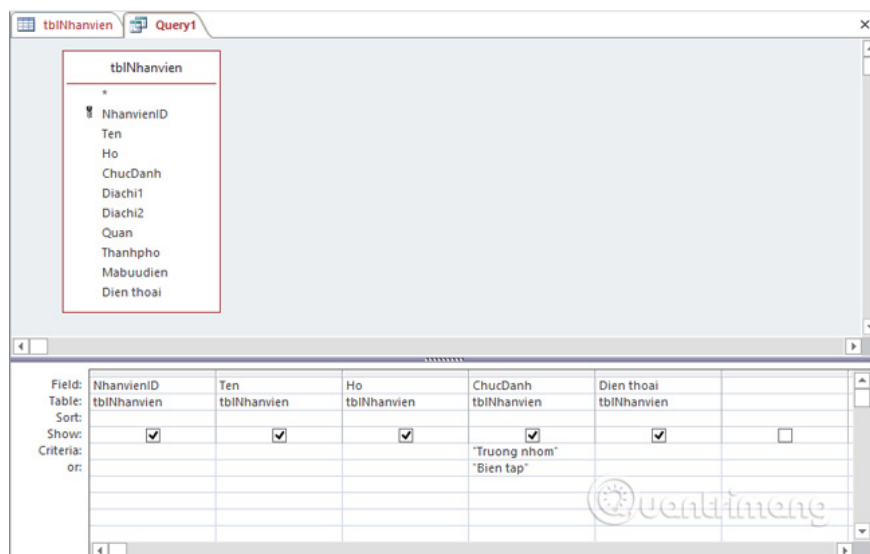 tblNhanvien Query1
tblNhanvien
*
NhanvienID
Ten
Ho
ChucDanh
Diachi1
Diachi2
Quan
Thanhpho
Mabuudien
Dien thoai
Field: NhanvienID Ten Ho ChucDanh Dien thoai
Table: tblNhanvien tblNhanvien tblNhanvien tblNhanvien tblNhanvien
Sort:
Show:
Criteria: "Truong nhom"
or: "Bien tap"
Quantrimang